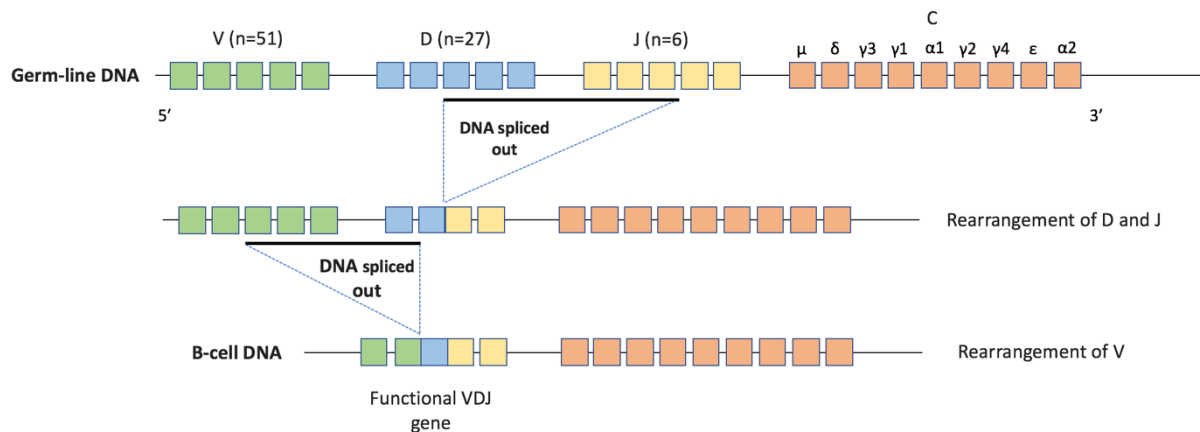 C
V (n=51) D (n=27) J (n=6)
μ δ γ3 γ1 α1 γ2 γ4 ε α2
Germ-line DNA
5’ 3’
DNA spliced
out
Rearrangement of D and J
DNA spliced
out
B-cell DNA Rearrangement of V
Functional VDJ
gene